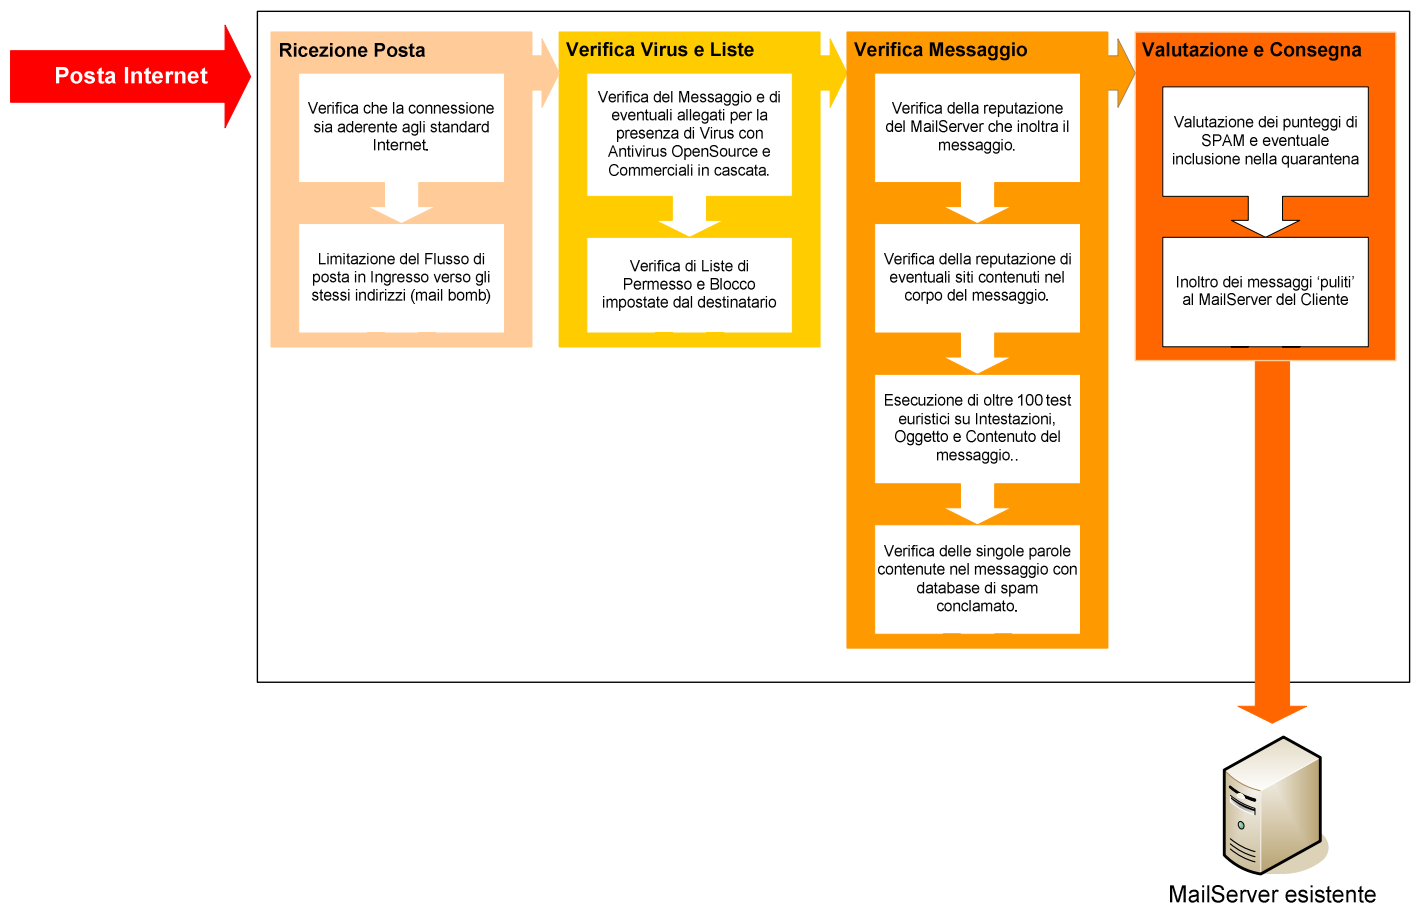 Posta Internet
Ricezione Posta
Verifica che la connessione
sia aderente agli standard
Internet.
Limitazione del Flusso di
posta in Ingresso verso gli
stessi indirizzi (mail bomb)
Verifica Virus e Liste
Verifica del Messaggio e di
eventuali allegati per la
presenza di Virus con
Antivirus OpenSource e
Commerciali in cascata.
Verifica di Liste di
Permesso e Blocco
impostate dal destinatario
Verifica Messaggio
Verifica della reputazione
del MailServer che inoltra il
messaggio.
Verifica della reputazione di
eventuali siti contenuti nel
corpo del messaggio.
Esecuzione di oltre 100 test
euristici su Intestazioni,
Oggetto e Contenuto del
messaggio..
Verifica delle singole parole
contenute nel messaggio con
database di spam
conclamato.
Valutazione e Consegna
Valutazione dei punteggi di
SPAM e eventuale
inclusione nella quarantena
Inoltro dei messaggi ‘puliti’
al MailServer del Cliente
MailServer esistente